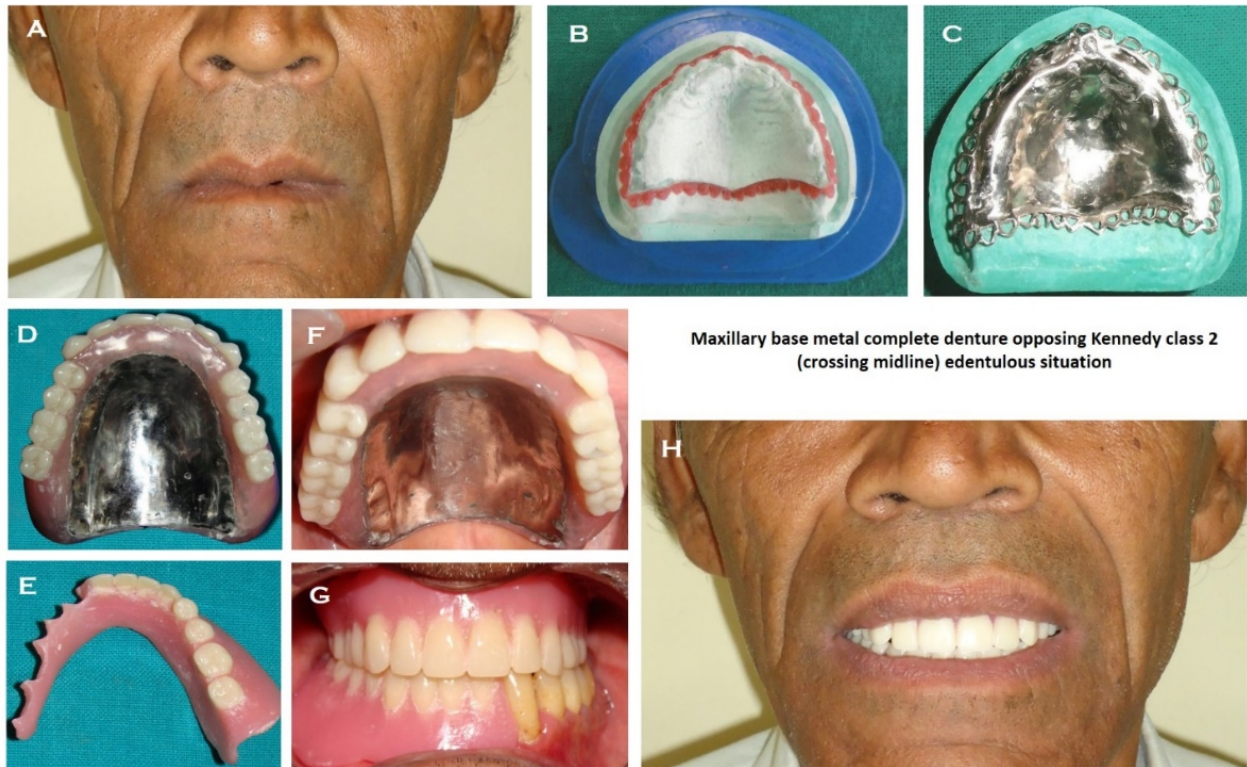 A
B
C
D
F
Maxillary base metal complete denture opposing Kennedy class 2
(crossing midline) edentulous situation
H
E
G